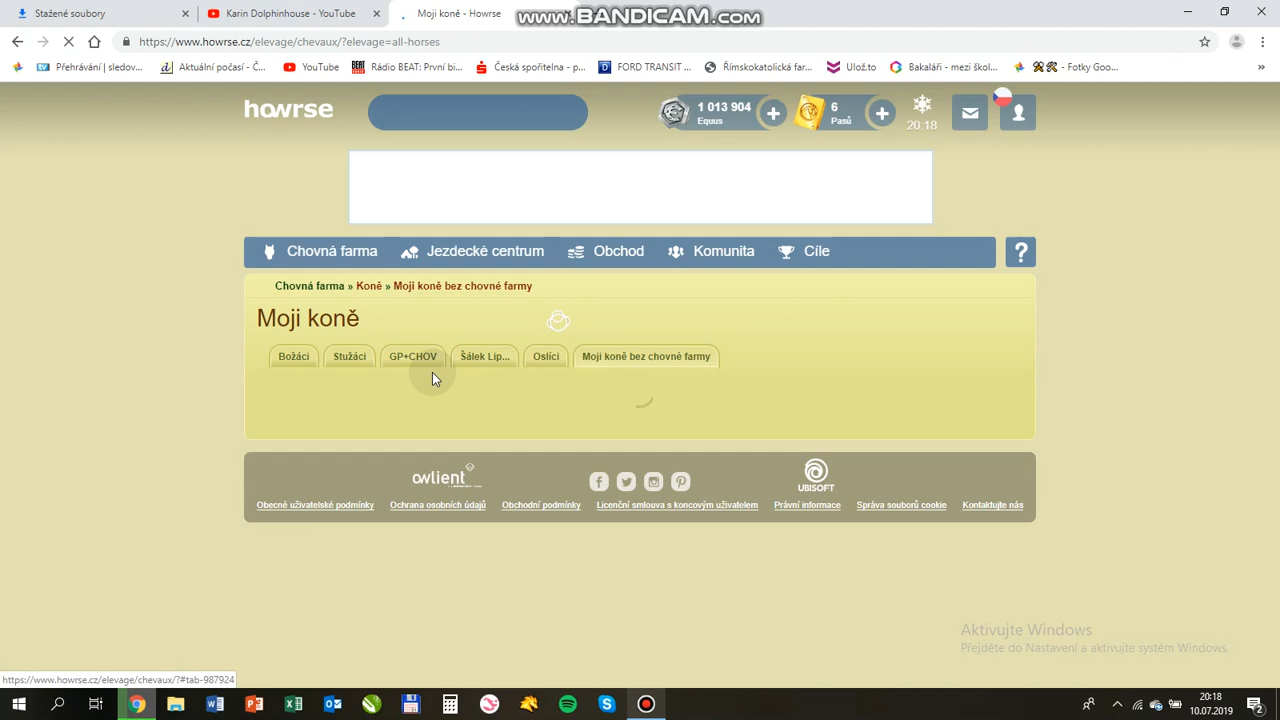 Stažené soubory
Karin Dolphinhouse - YouTube
Moji koně - Howrse
www.BANDICAM.com
https://www.howrse.cz/elevage/chevaux/?elevage=all-horses
Přehrávání | sledov...
Aktuální počasí - Č...
YouTube
Rádio BEAT: První bi...
Česká spořitelna - p...
FORD TRANSIT ...
Římskokatolická far...
Ulož.to
Bakaláři - mezi škol...
Fotky Goo...
howrse
1 013 904
Equus
6
Pasů
20:18
Chovná farma
Jezdecké centrum
Obchod
Komunita
Cíle
?
Chovná farma » Koně » Moji koně bez chovné farmy
Moji koně
Božáci
Stužáci
GP+CHOV
Šálek Lip...
Oslíci
Moji koně bez chovné farmy
owlient
UBISOFT
Obecné uživatelské podmínky
Ochrana osobních údajů
Obchodní podmínky
Licenční smlouva s koncovým uživatelem
Právní informace
Správa souborů cookie
Kontaktujte nás
Aktivujte Windows
Přejděte do Nastavení a aktivujte systém Windows.
https://www.howrse.cz/elevage/chevaux/?#tab-987924
20:18
10.07.2019